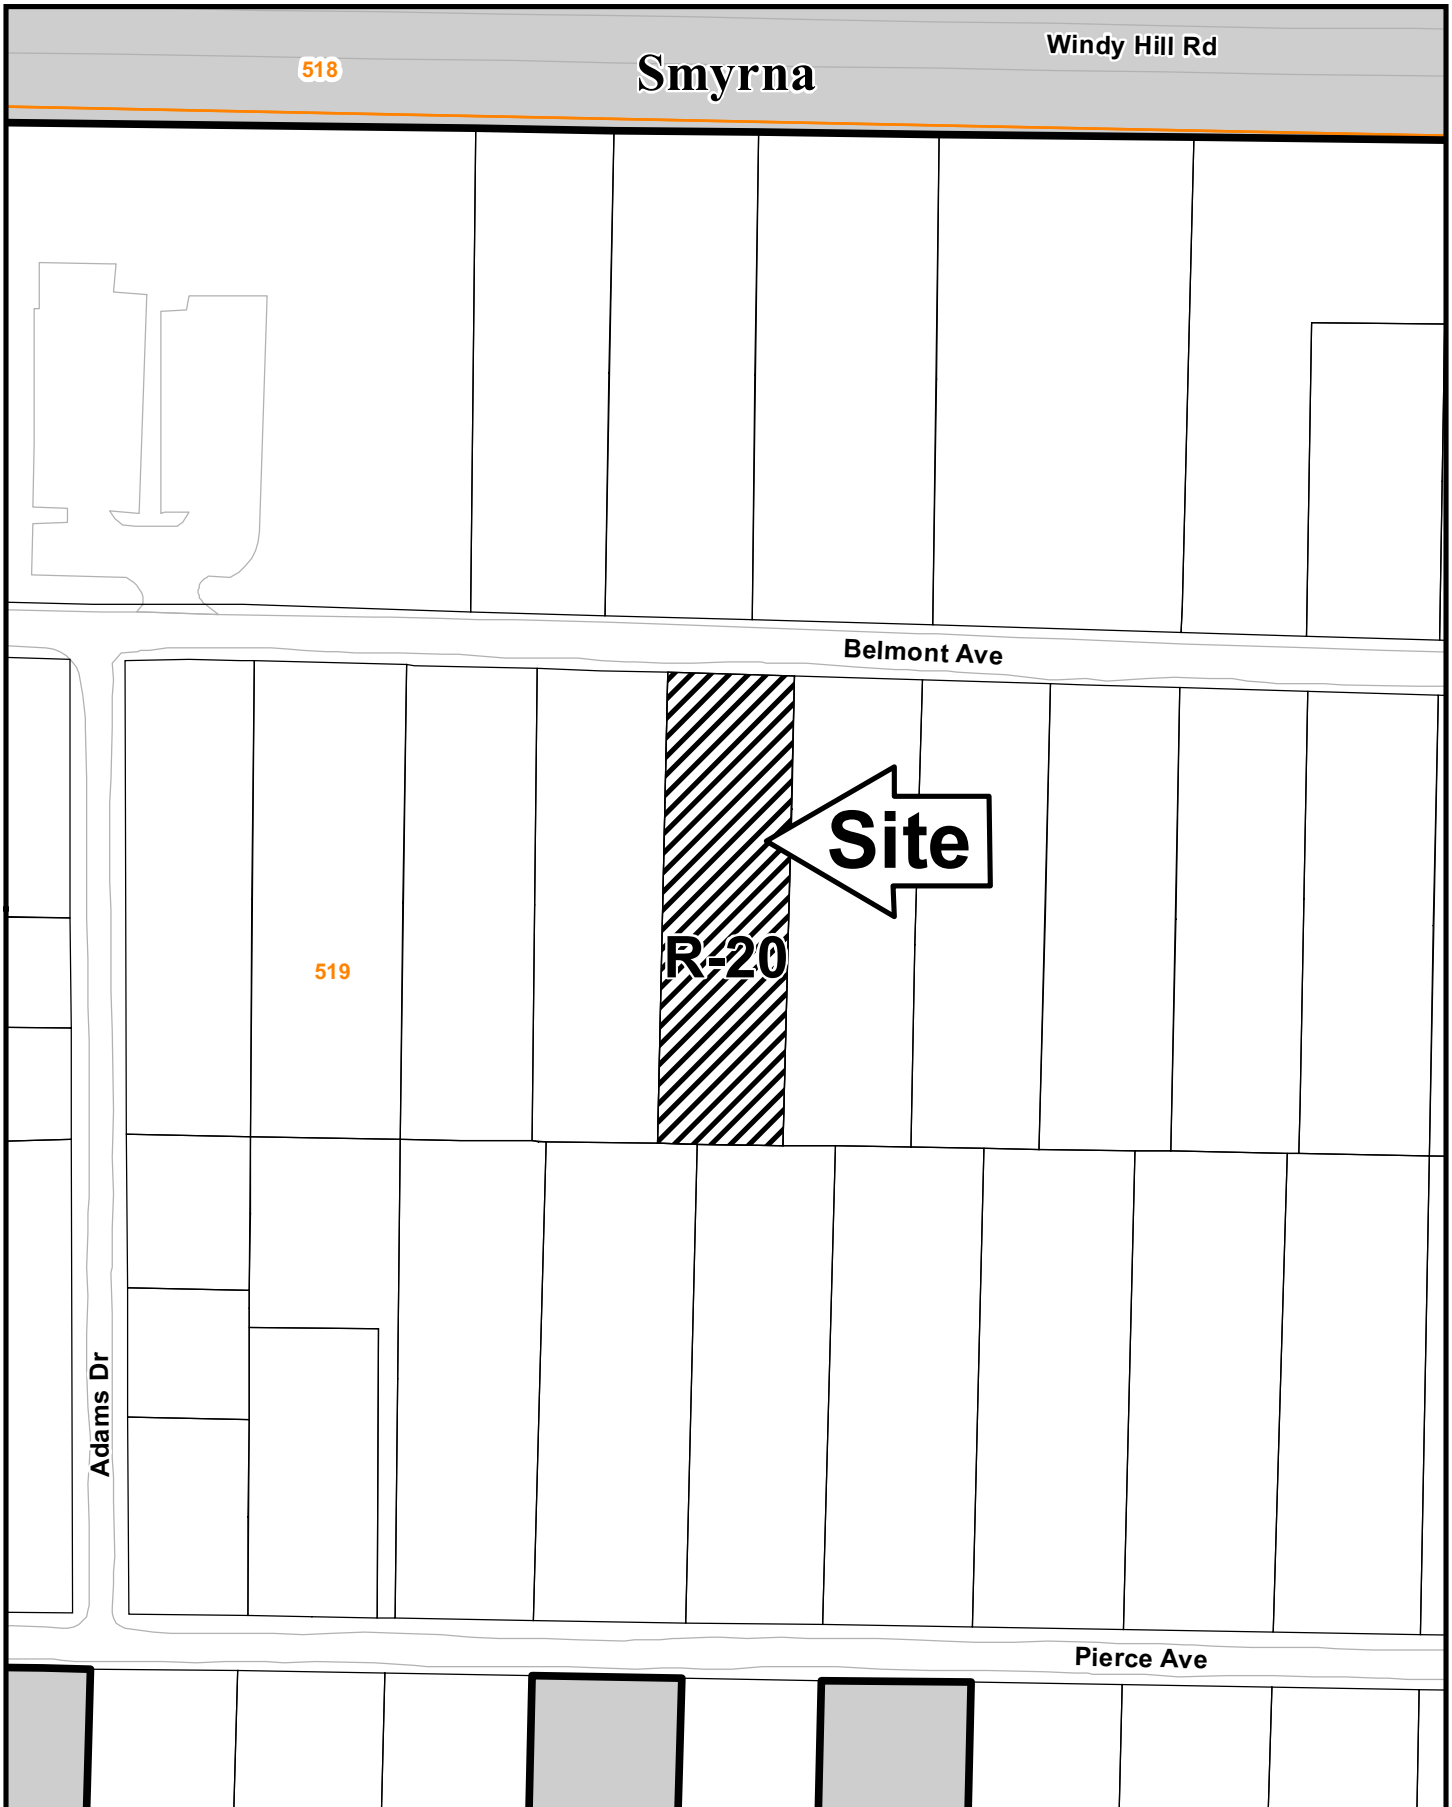 Windy Hill Rd
518
Smyrna
Belmont Ave
Site
R-20
519
Adams Dr
Pierce Ave